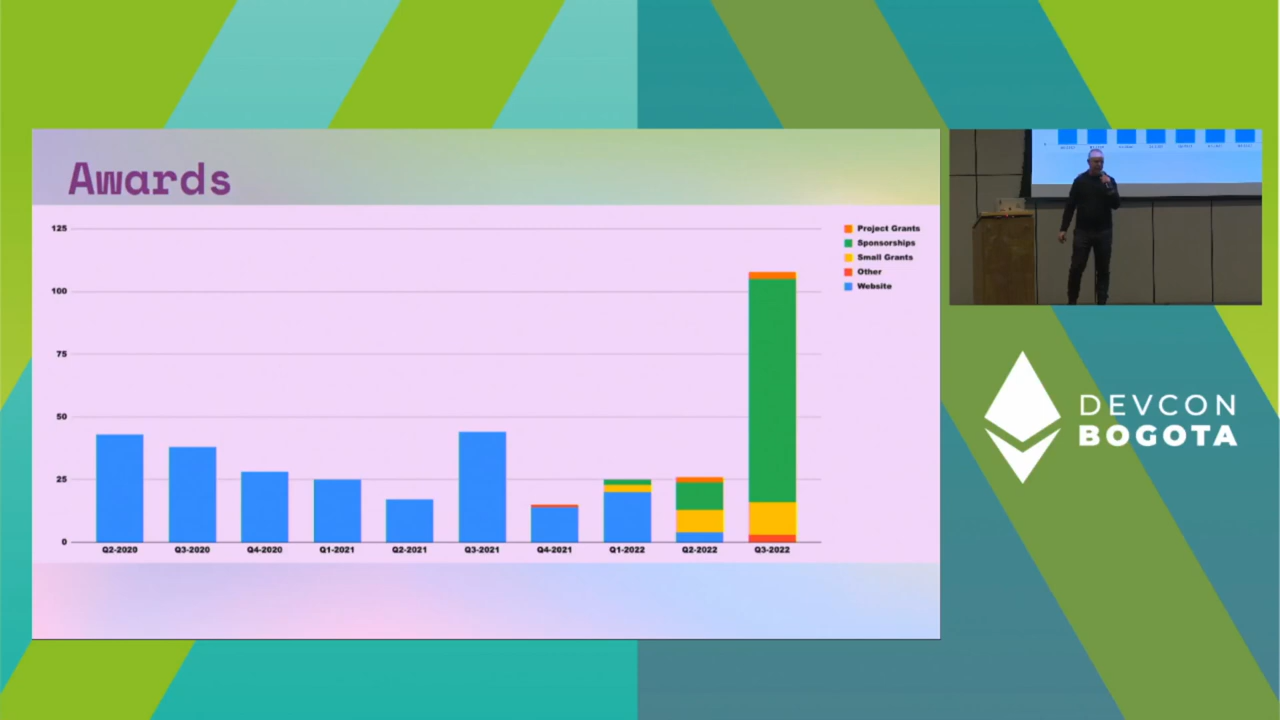 Awards
125
100
75
50
25
0
Q2-2020 Q3-2020 Q4-2020 Q1-2021 Q2-2021 Q3-2021 Q4-2021 Q1-2022 Q2-2022 Q3-2022
Project Grants
Sponsorships
Small Grants
Other
Website
DEVCON
BOGOTA